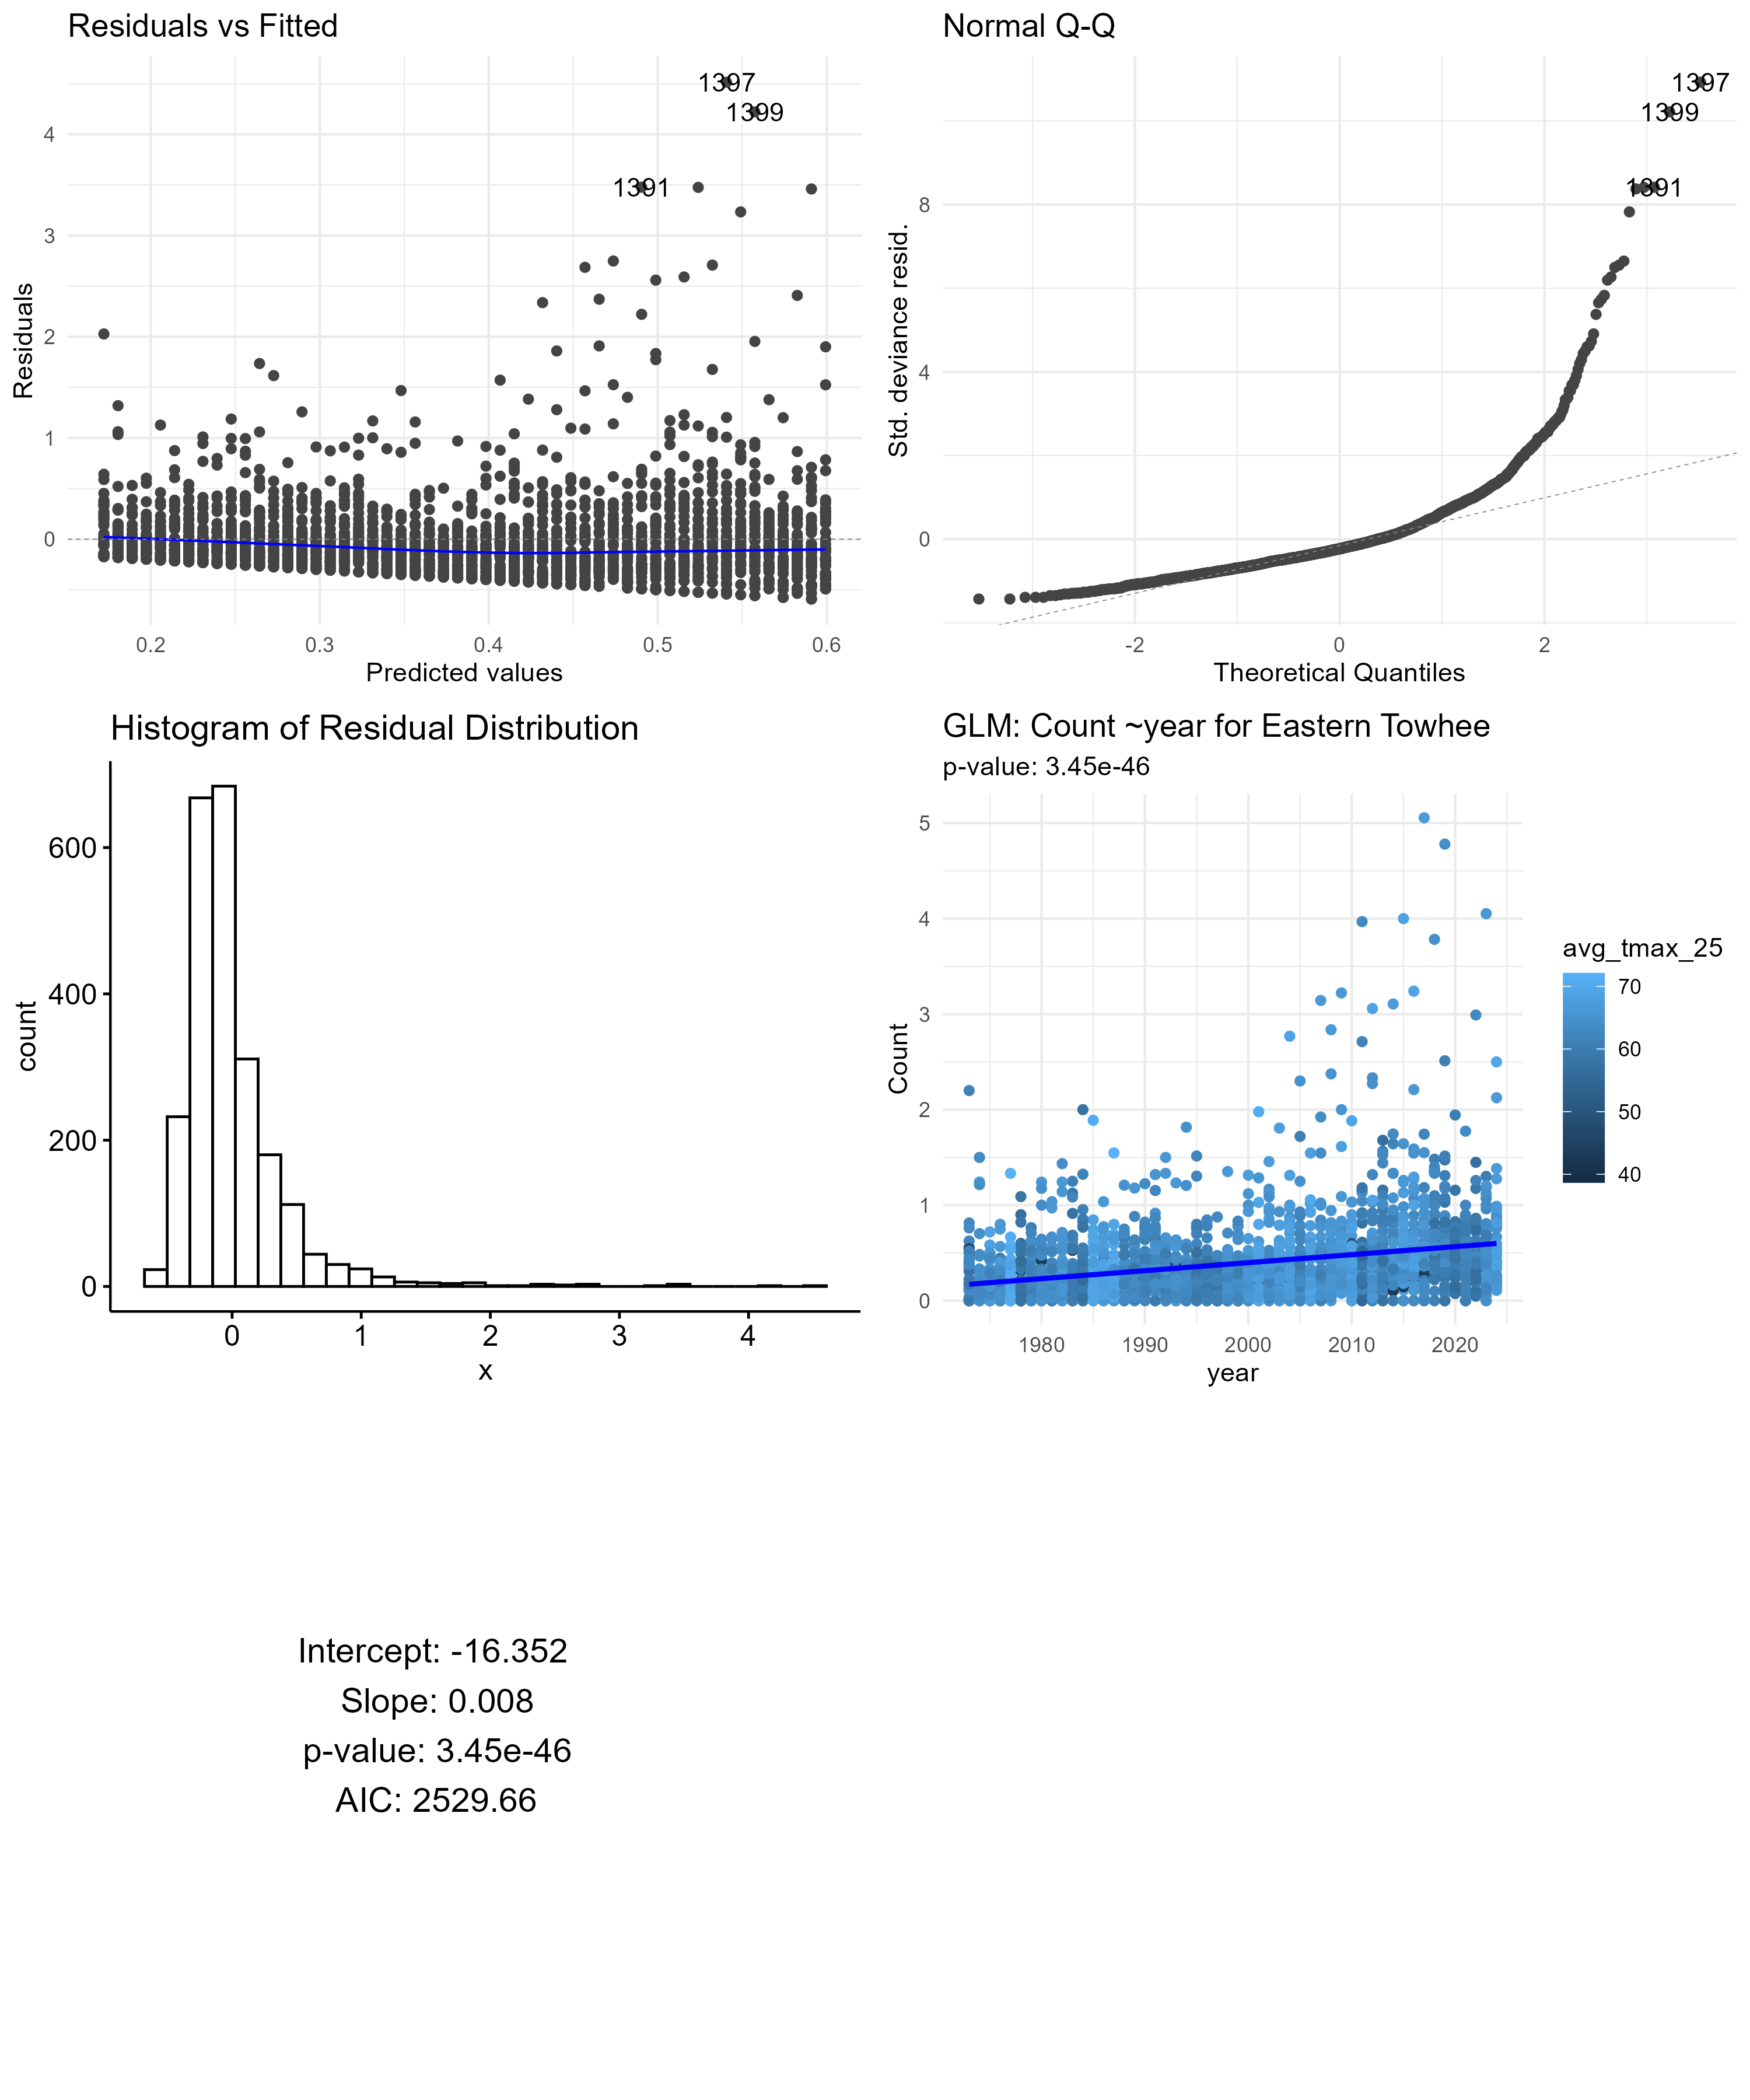 Residuals vs Fitted
1397
1399
1391
4
3
2
1
0
Residuals
0.2 0.3 0.4 0.5 0.6
Predicted values
Normal Q-Q
1397
1399
1391
8
4
0
Std. deviance resid.
-2 0 2
Theoretical Quantiles
Histogram of Residual Distribution
600
400
200
0
count
0 1 2 3 4
x
GLM: Count ~year for Eastern Towhee
p-value: 3.45e-46
5
4
3
2
1
0
Count
1980 1990 2000 2010 2020
year
avg_tmax_25
70
60
50
40
Intercept: -16.352
Slope: 0.008
p-value: 3.45e-46
AIC: 2529.66